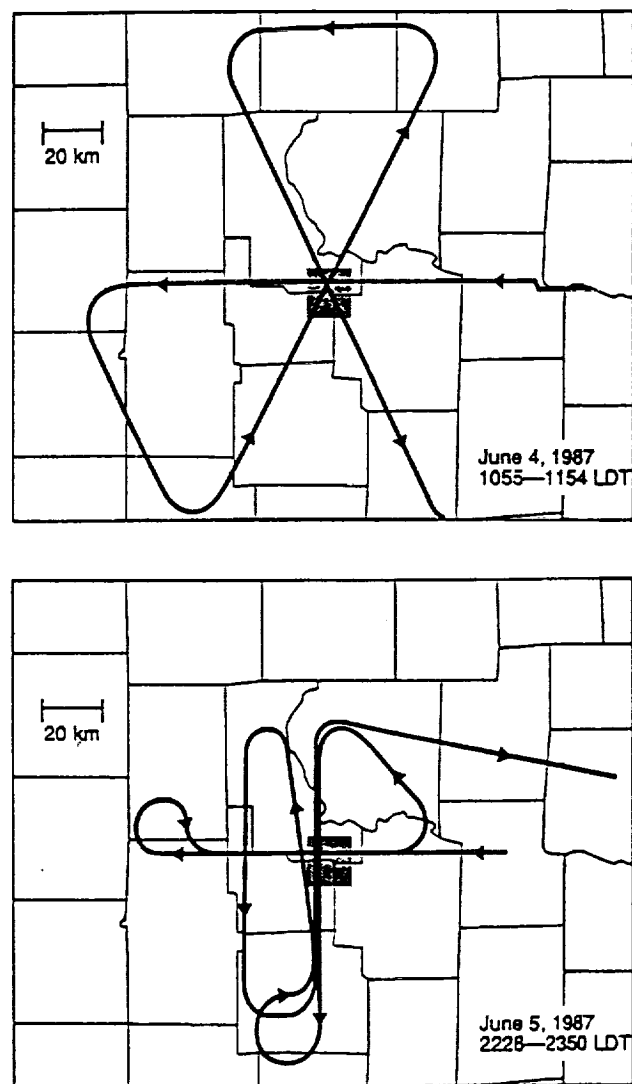 20 km
June 4, 1987
1055—1154 LDT
20 km
June 5, 1987
2228—2350 LDT